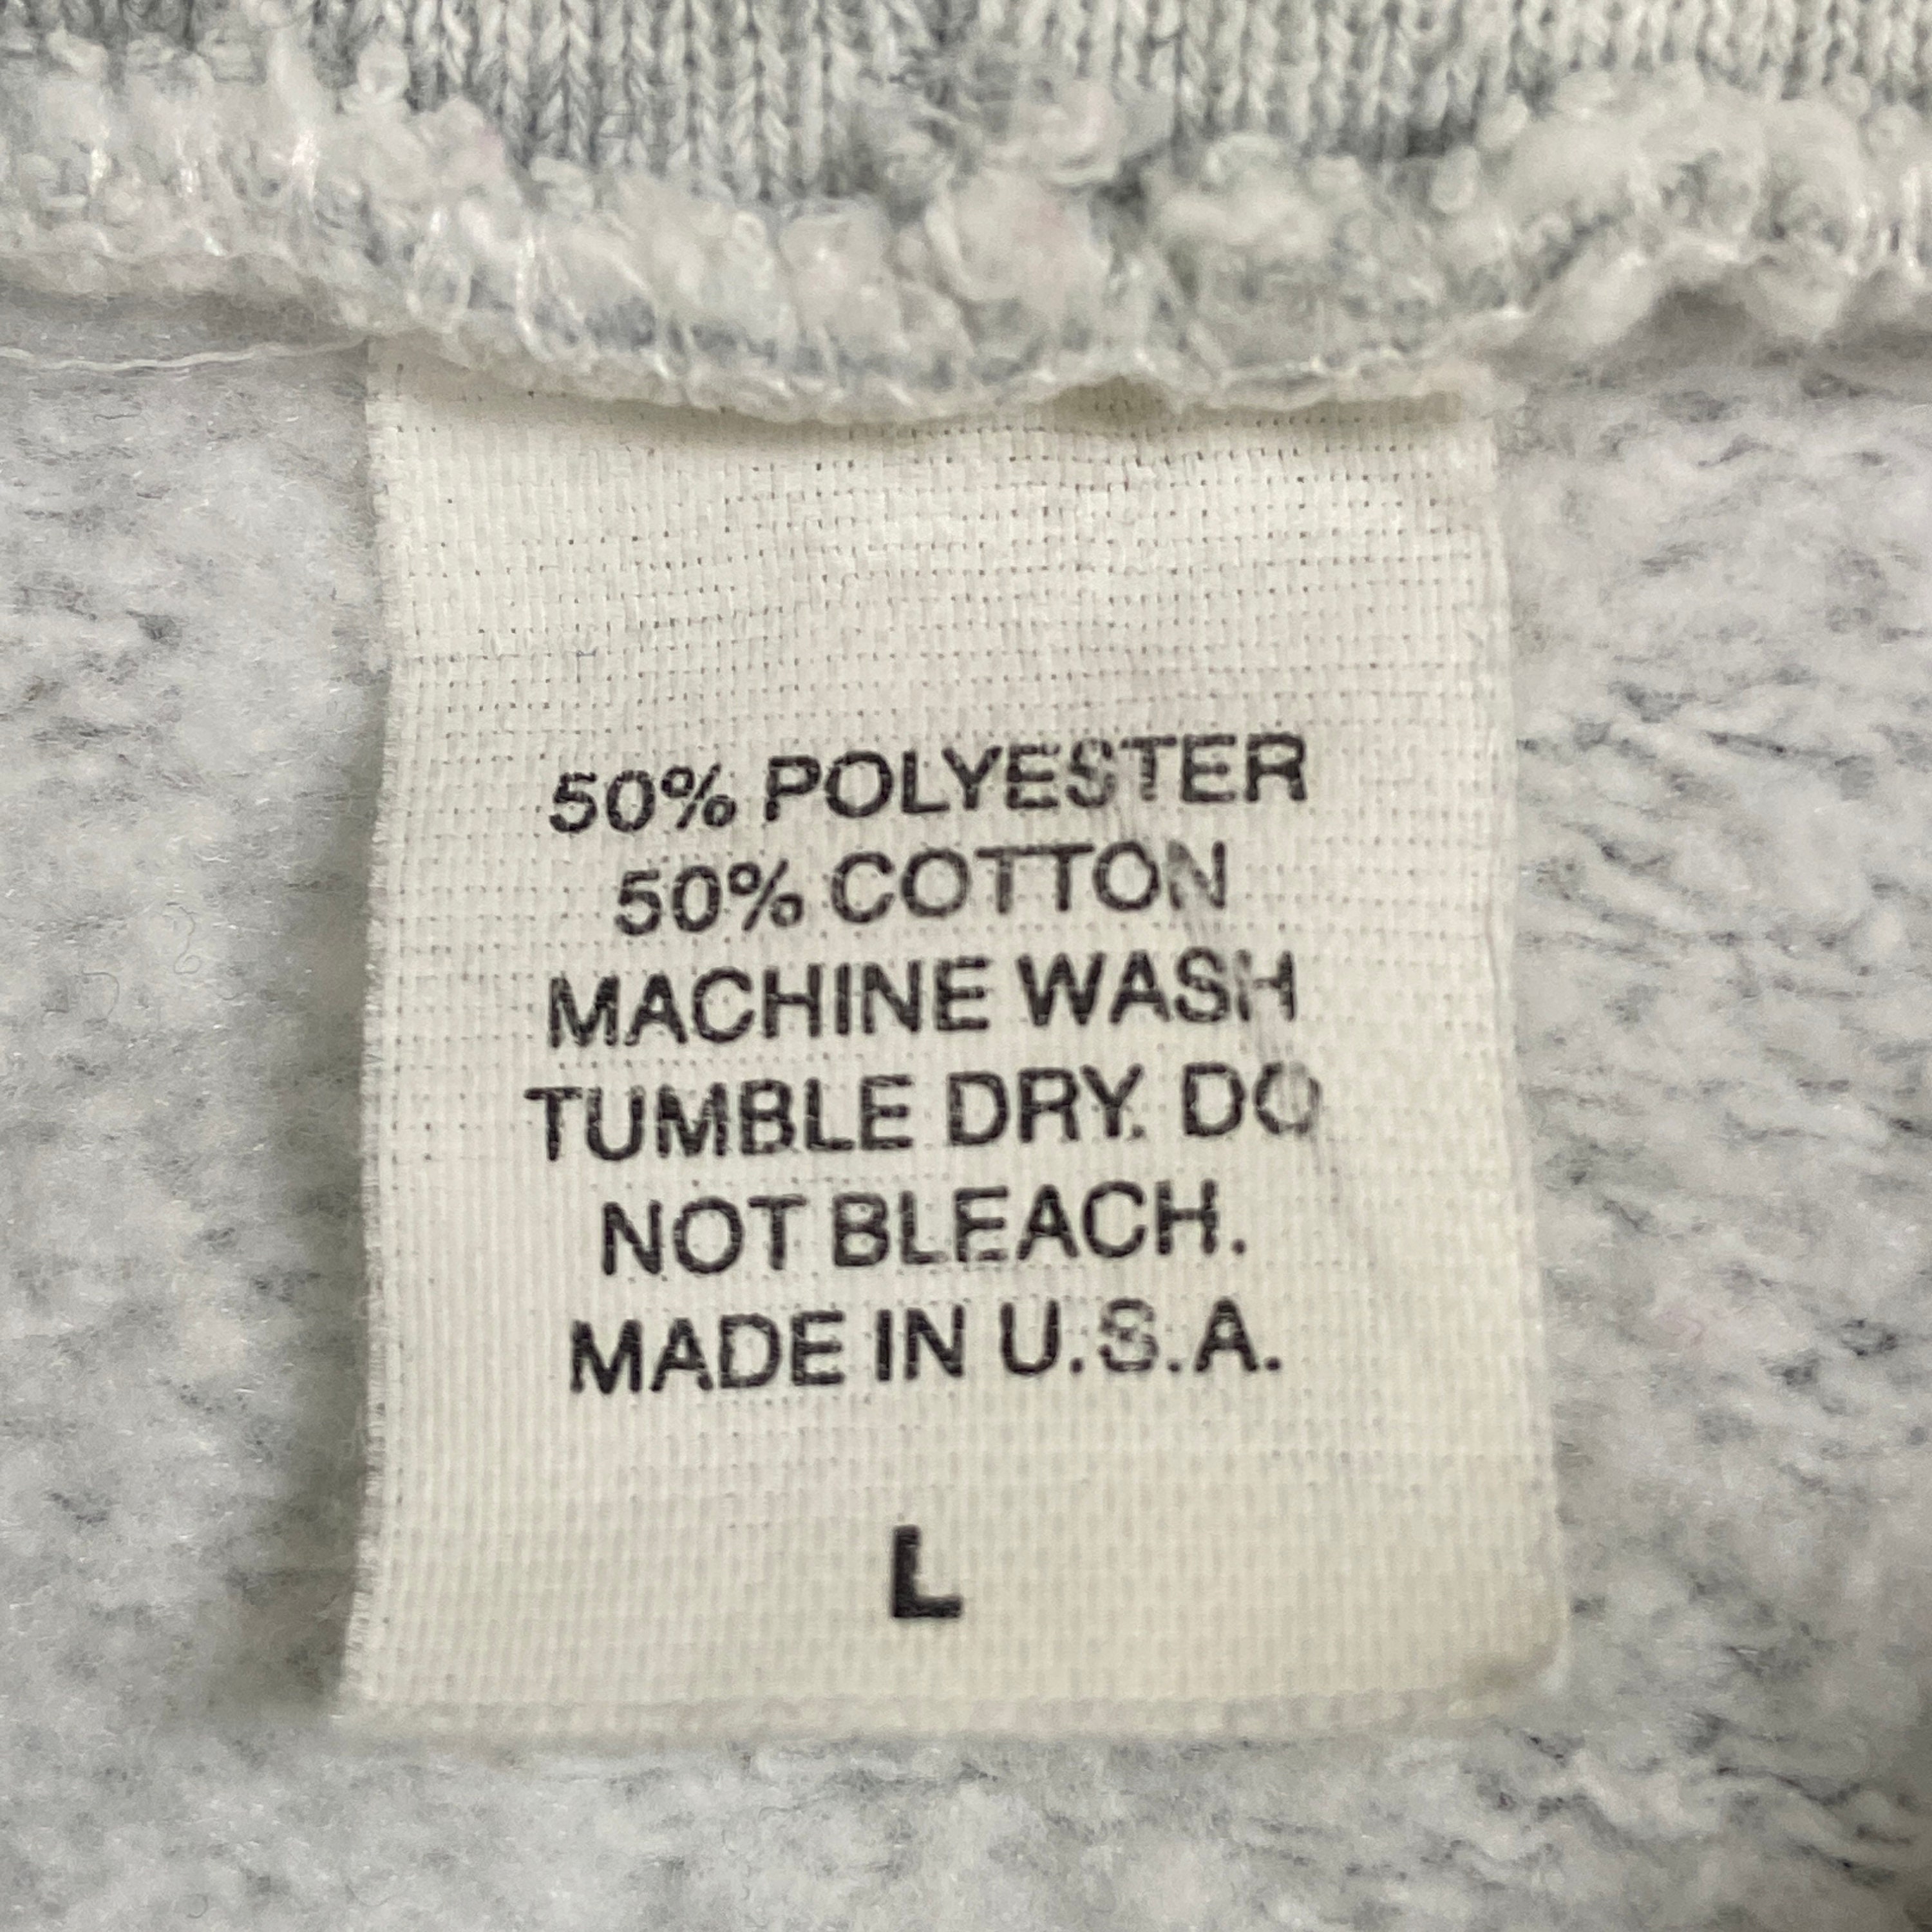 50% POLYESTER
50% COTTON
MACHINE WASH
TUMBLE DRY. DO
NOT BLEACH.
MADE IN U.S.A.
L